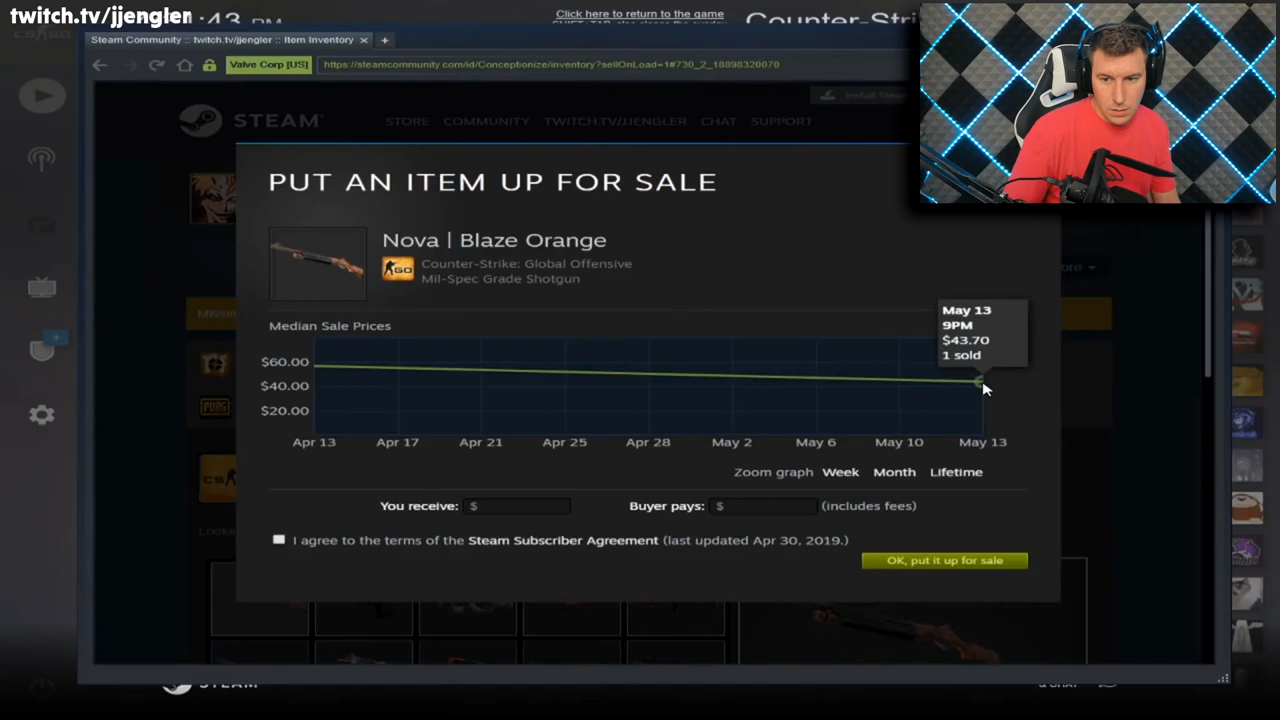 twitch.tv/jjengler
1:43 PM
Click here to return to the game
Counter-Strike
Steam Community :: twitch.tv/jjengler :: Item Inventory × +
Valve Corp [US] https://steamcommunity.com/id/Conceptionize/inventory?sellOnLoad=1#730_2_18898320070
STEAM STORE COMMUNITY TWITCH.TV/JJENGLER CHAT SUPPORT
PUT AN ITEM UP FOR SALE
Nova | Blaze Orange
Counter-Strike: Global Offensive
Mil-Spec Grade Shotgun
GO
Median Sale Prices
May 13
9PM
$43.70
1 sold
$60.00
$40.00
$20.00
Apr 13 Apr 17 Apr 21 Apr 25 Apr 28 May 2 May 6 May 10 May 13
Zoom graph Week Month Lifetime
You receive: $ Buyer pays: $ (includes fees)
I agree to the terms of the Steam Subscriber Agreement (last updated Apr 30, 2019.)
OK, put it up for sale
PUBG
STEAM